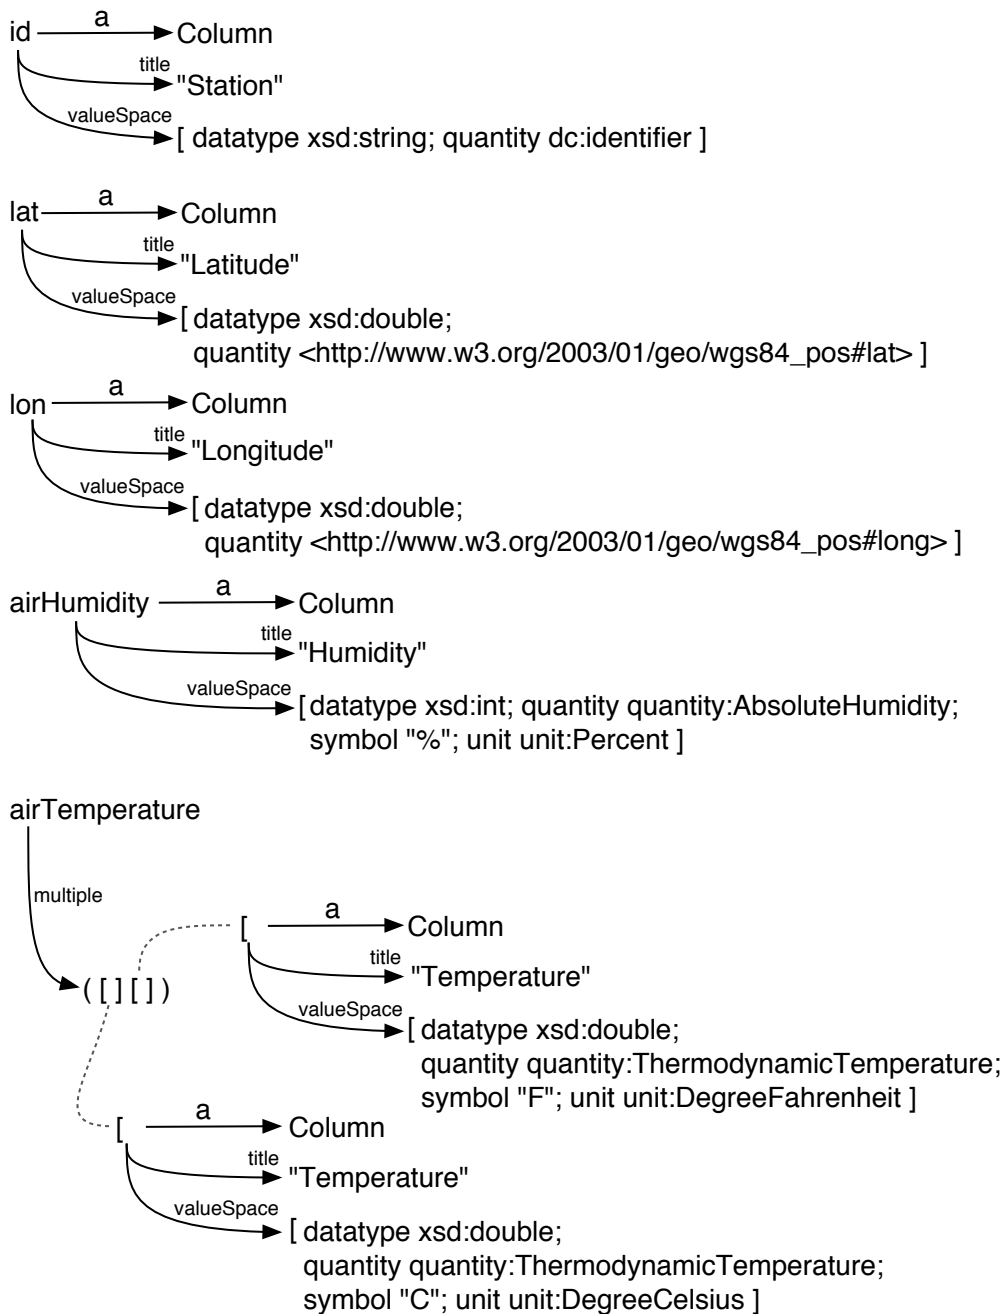 id a Column
title "Station"
valueSpace [ datatype xsd:string; quantity dc:identifier ]
lat a Column
title "Latitude"
valueSpace [ datatype xsd:double;
quantity <http://www.w3.org/2003/01/geo/wgs84_pos#lat> ]
lon a Column
title "Longitude"
valueSpace [ datatype xsd:double;
quantity <http://www.w3.org/2003/01/geo/wgs84_pos#long> ]
airHumidity a Column
title "Humidity"
valueSpace [ datatype xsd:int; quantity quantity:AbsoluteHumidity;
symbol "%"; unit unit:Percent ]
airTemperature
multiple
( [ ] [ ] )
[ a Column
title "Temperature"
valueSpace [ datatype xsd:double;
quantity quantity:ThermodynamicTemperature;
symbol "F"; unit unit:DegreeFahrenheit ]
[ a Column
title "Temperature"
valueSpace [ datatype xsd:double;
quantity quantity:ThermodynamicTemperature;
symbol "C"; unit unit:DegreeCelsius ]